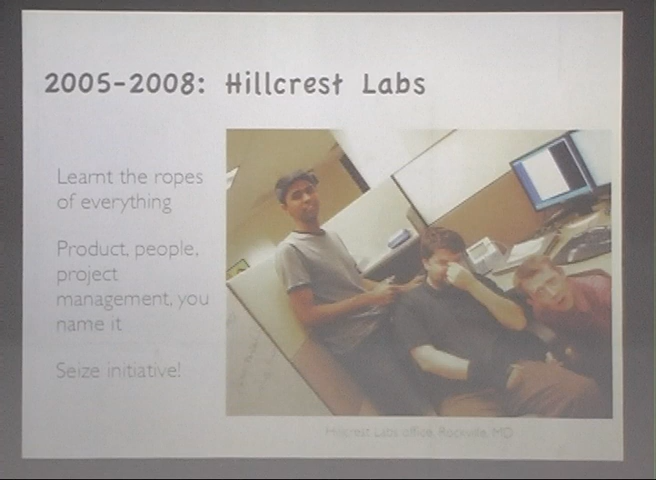 2005-2008: Hillcrest Labs
Learnt the ropes
of everything
Product, people,
project
management, you
name it
Seize initiative!
Hillcrest Labs office, Rockville, MD